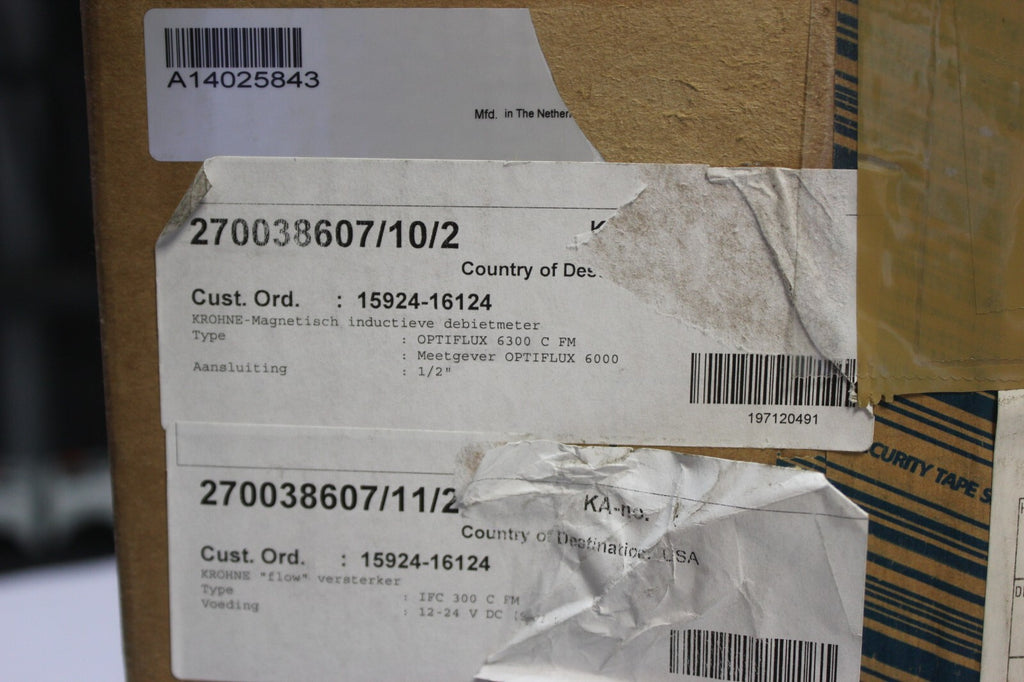 A14025843
Mfd. in The Nether
270038607/10/2 K
Country of Des
Cust. Ord. : 15924-16124
KROHNE-Magnetisch inductieve debietmeter
Type : OPTIFLUX 6300 C FM
: Meetgever OPTIFLUX 6000
Aansluiting : 1/2"
197120491
CURITY TAPE S
270038607/11/2 KA-no.
Country of Destination: USA
Cust. Ord. : 15924-16124
KROHNE "flow" versterker
Type : IFC 300 C FM
Voeding : 12-24 V DC